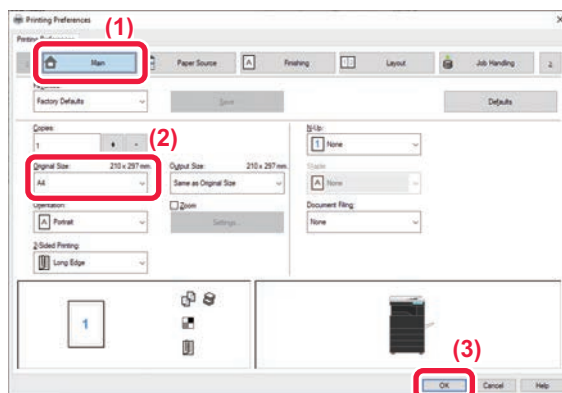 Printing Preferences
(1)
Main
Paper Source
A
Finishing
Layout
Job Handling
Factory Defaults
Save
Defaults
Copies:
1
+
-
(2)
N-Up:
1 None
Original Size: 210 x 297 mm.
Output Size: 210 x 297 mm.
Staple:
A4
Same as Original Size
A None
Orientation:
Zoom
Document Filing:
A Portrait
Settings...
None
2-Sided Printing:
Long Edge
1
(3)
OK
Cancel
Help